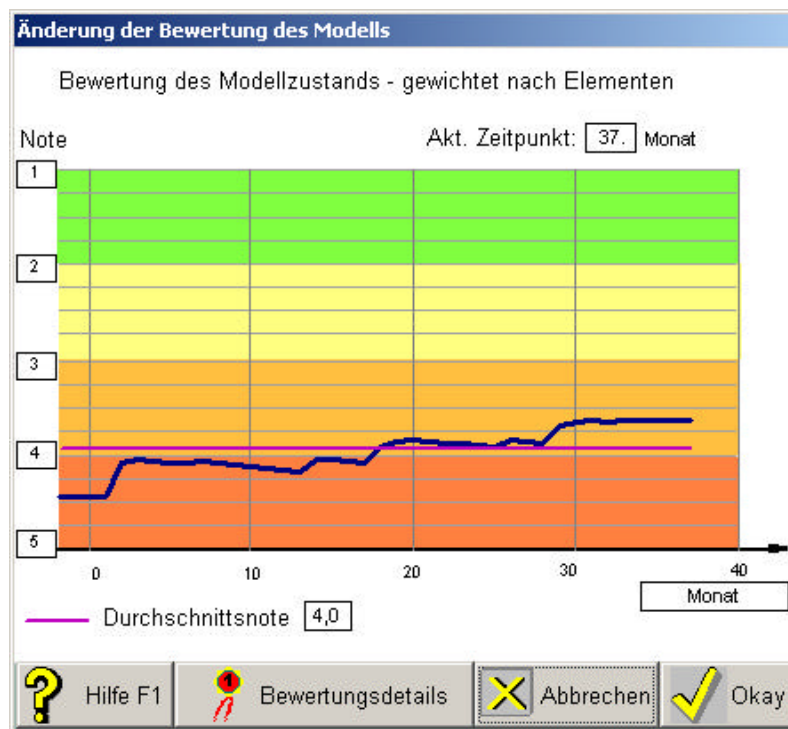 Änderung der Bewertung des Modells
Bewertung des Modellzustands - gewichtet nach Elementen
Note
Akt. Zeitpunkt: 37. Monat
1
2
3
4
5
0 10 20 30 40
Monat
Durchschnittsnote 4,0
Hilfe F1 1 Bewertungsdetails Abbrechen Okay